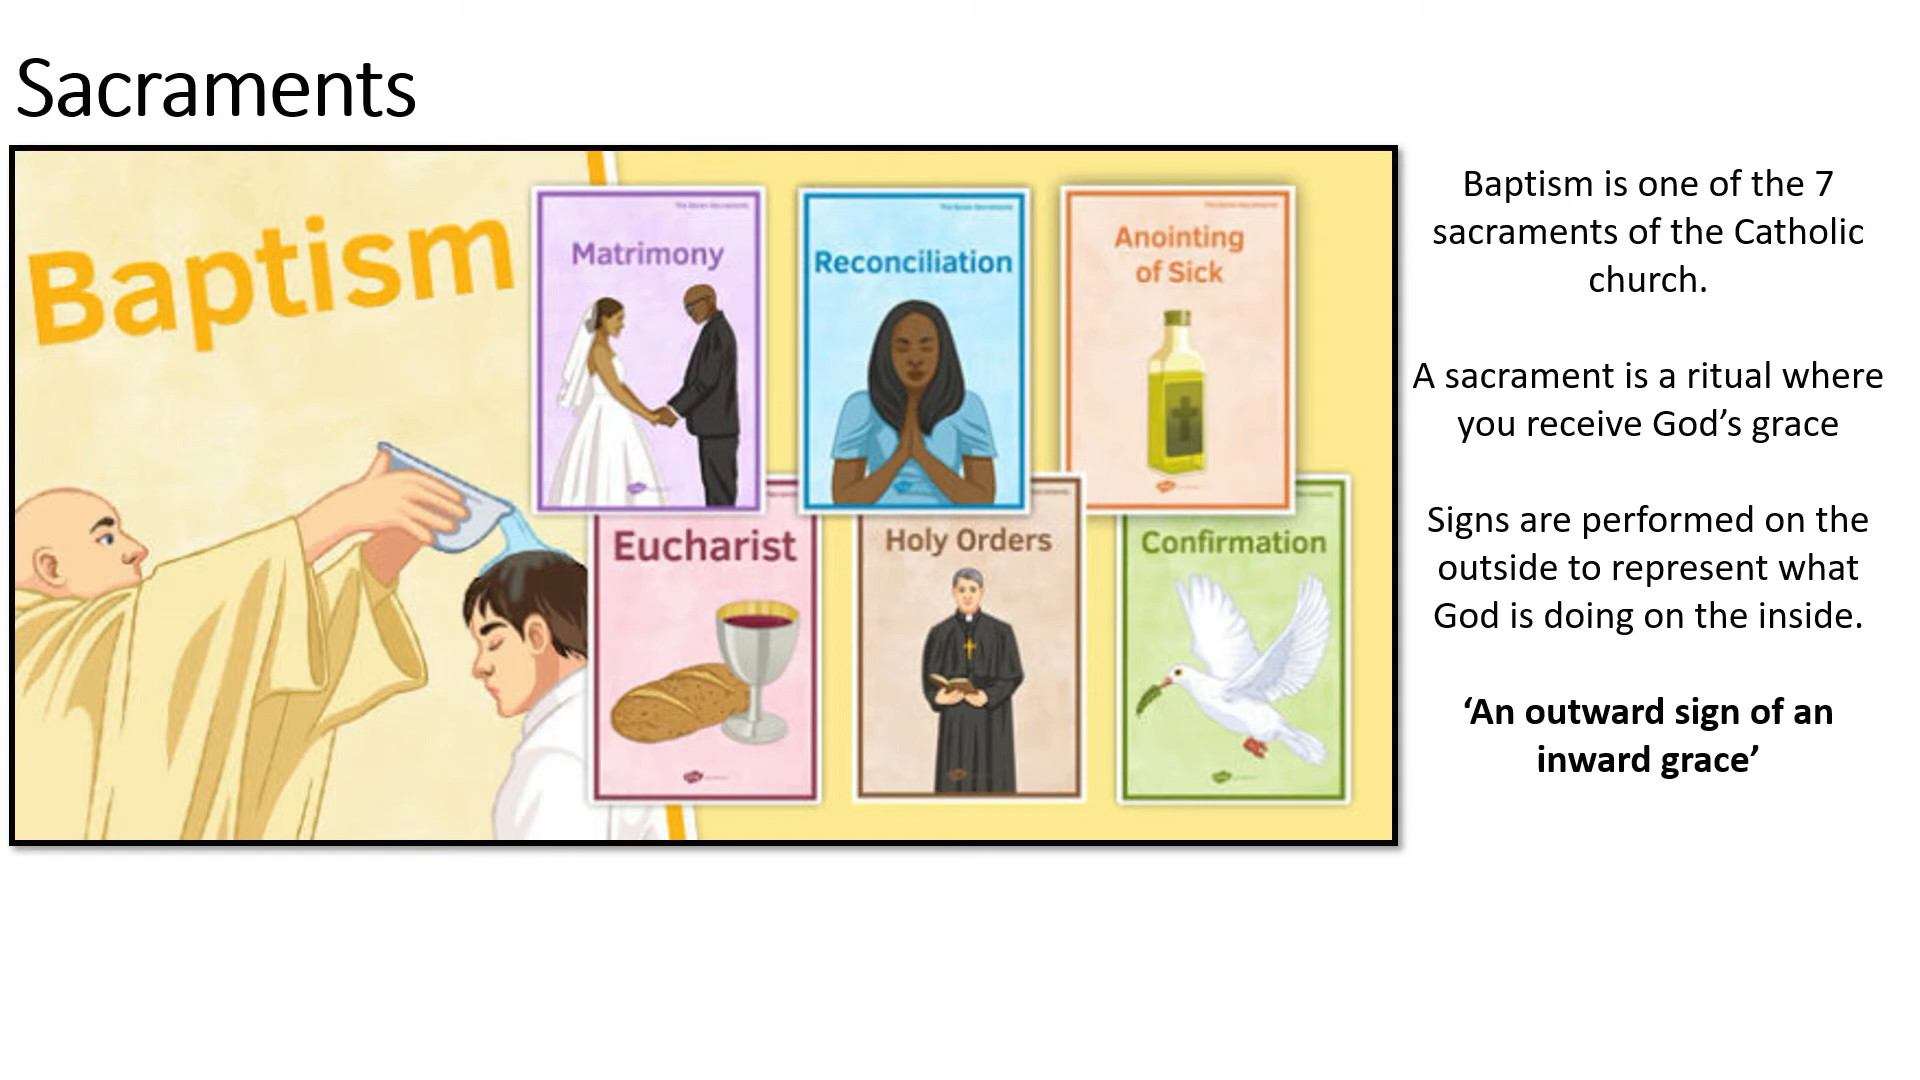 Sacraments
Baptism
Matrimony
Reconciliation
Anointing
of Sick
Eucharist
Holy Orders
Confirmation
Baptism is one of the 7
sacraments of the Catholic
church.
A sacrament is a ritual where
you receive God’s grace
Signs are performed on the
outside to represent what
God is doing on the inside.
‘An outward sign of an
inward grace’